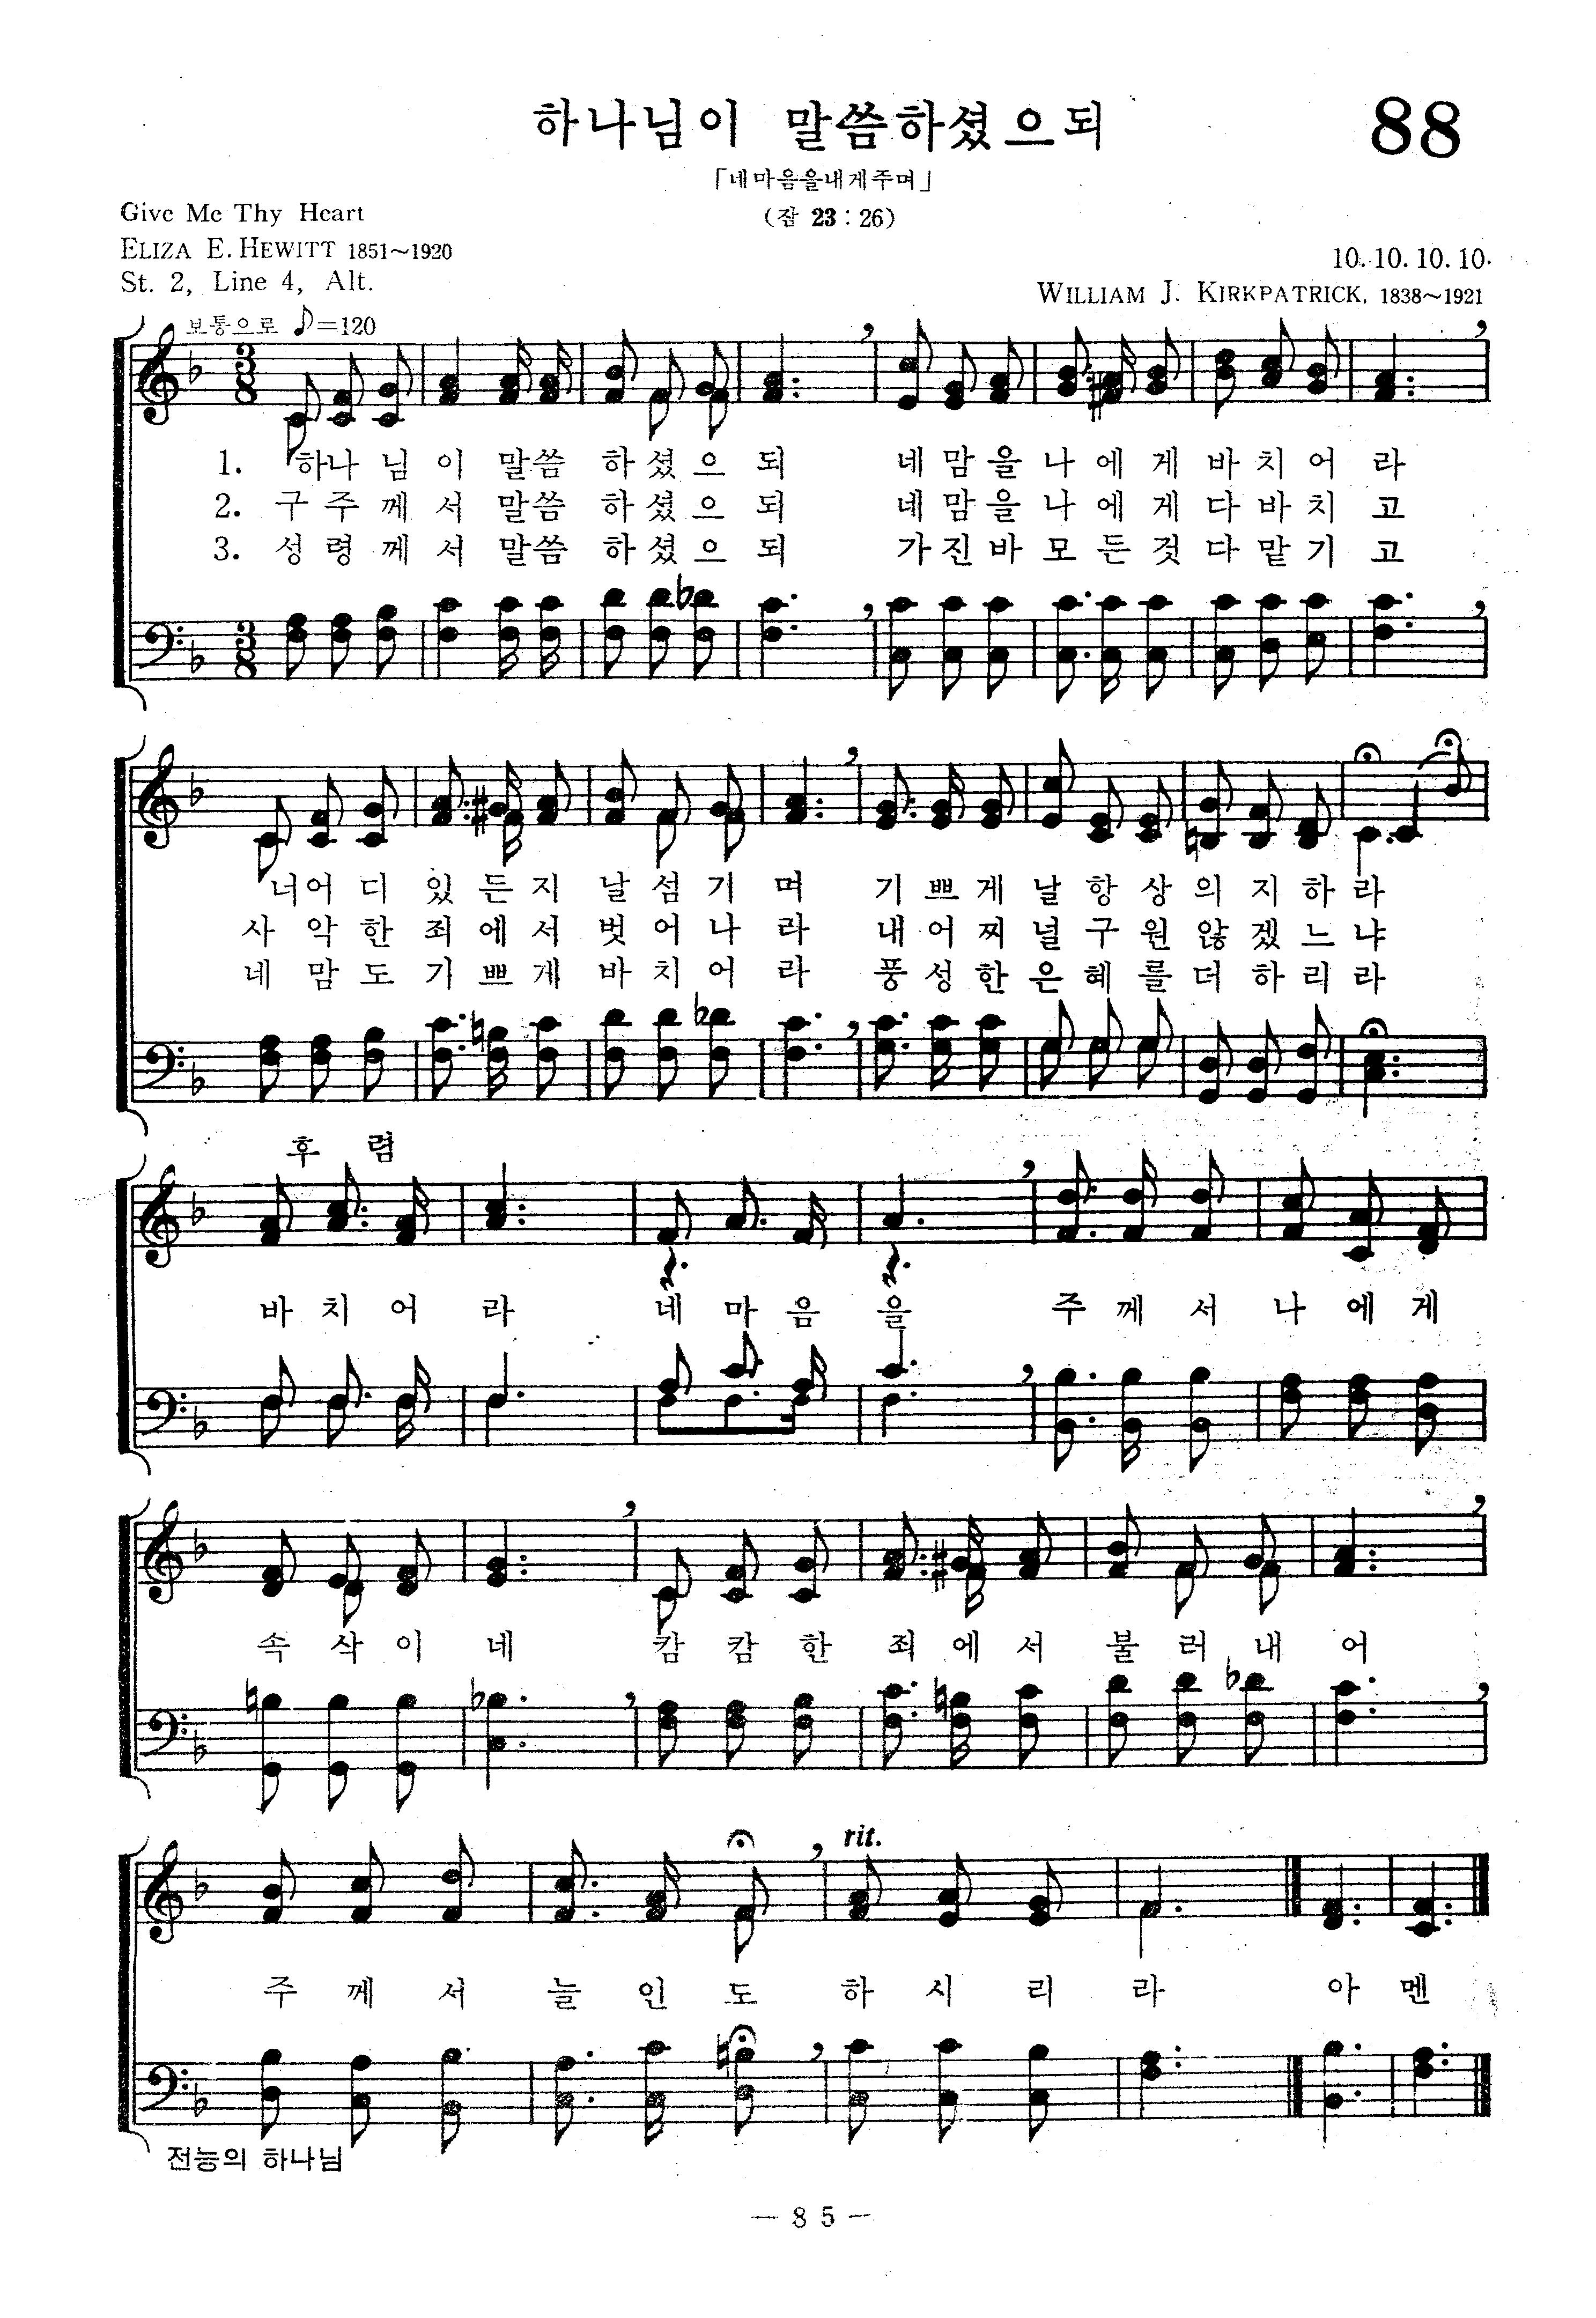 하나님이 말씀하셨으되
88
「네마음을내게주며」
(잠 23 : 26)
Give Me Thy Heart
ELIZA E. HEWITT 1851~1920
St. 2, Line 4, Alt.
10. 10. 10. 10.
WILLIAM J. KIRKPATRICK. 1838~1921
보통으로 ♪=120
1. 하나 님 이 말씀 하 셨 으 되 네 맘 을 나 에 게 바 치 어 라
2. 구 주 께 서 말씀 하 셨 으 되 네 맘 을 나 에 게 다 바 치 고
3. 성 령 께 서 말씀 하 셨 으 되 가 진 바 모 든 것 다 맡 기 고
너어 디 있 든 지 날 섬 기 며 기 쁘 게 날 항 상 의 지 하 라
사 악 한 죄 에 서 벗 어 나 라 내 어 찌 널 구 원 않 겠 느 냐
네 맘 도 기 쁘 게 바 치 어 라 풍 성 한 은 혜 를 더 하 리 라
후 렴
바 치 어 라 네 마 음 을 주 께 서 나 에 게
속 삭 이 네 캄 캄 한 죄 에 서 불 러 내 어
rit.
주 께 서 늘 인 도 하 시 리 라 아 멘
전능의 하나님
— 8 5 —